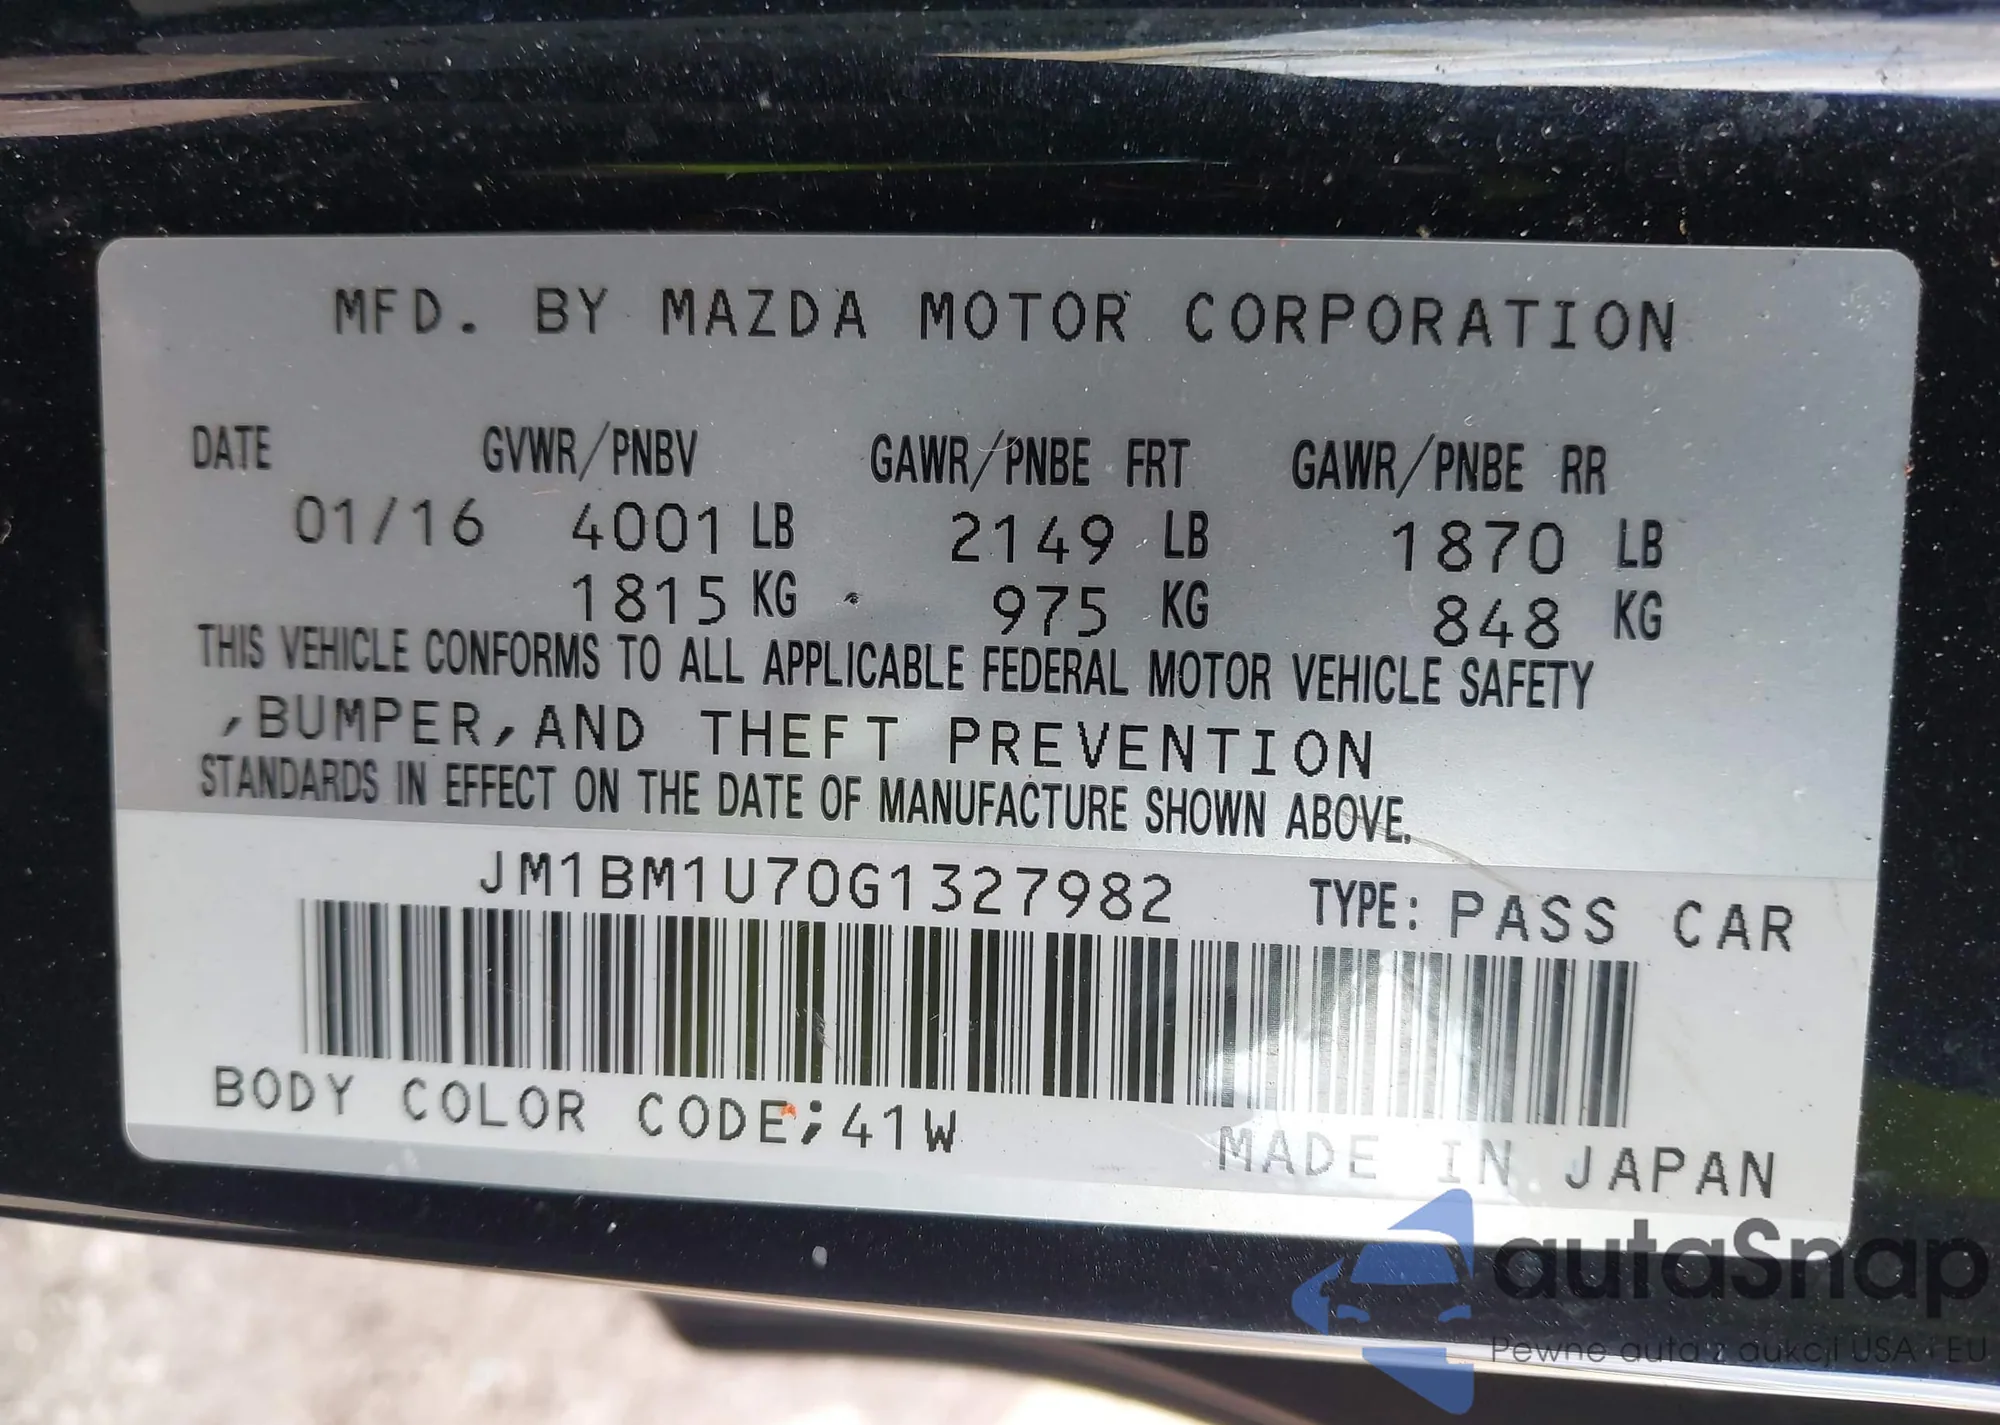 MFD. BY MAZDA MOTOR CORPORATION
DATE GVWR/PNBV GAWR/PNBE FRT GAWR/PNBE RR
01/16 4001 LB 2149 LB 1870 LB
1815 KG 975 KG 848 KG
THIS VEHICLE CONFORMS TO ALL APPLICABLE FEDERAL MOTOR VEHICLE SAFETY
,BUMPER,AND THEFT PREVENTION
STANDARDS IN EFFECT ON THE DATE OF MANUFACTURE SHOWN ABOVE.
JM1BM1U70G1327982 TYPE: PASS CAR
BODY COLOR CODE;41W
MADE IN JAPAN
autaSnap
Pewne auta z aukcji USA i EU